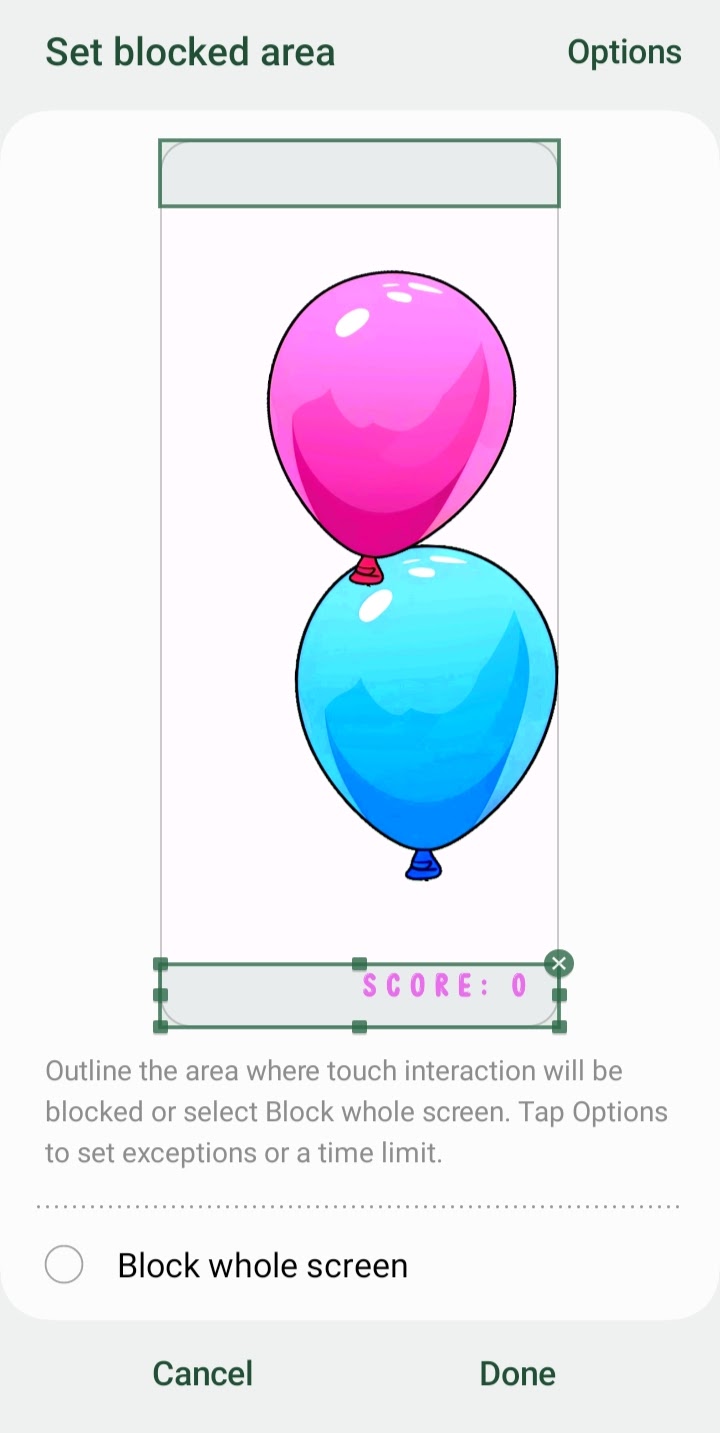 Set blocked area
Options
SCORE: 0
Outline the area where touch interaction will be
blocked or select Block whole screen. Tap Options
to set exceptions or a time limit.
Block whole screen
Cancel
Done